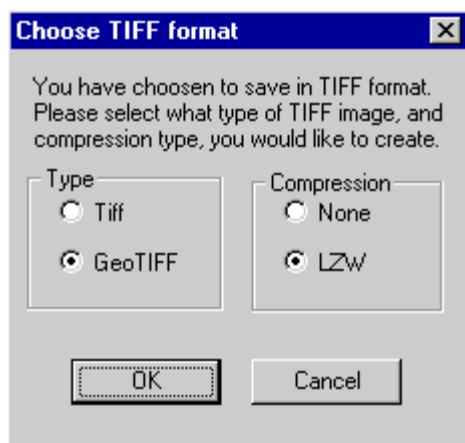 Choose TIFF format
You have choosen to save in TIFF format.
Please select what type of TIFF image, and
compression type, you would like to create.
Type
Tiff
GeoTIFF
Compression
None
LZW
OK
Cancel